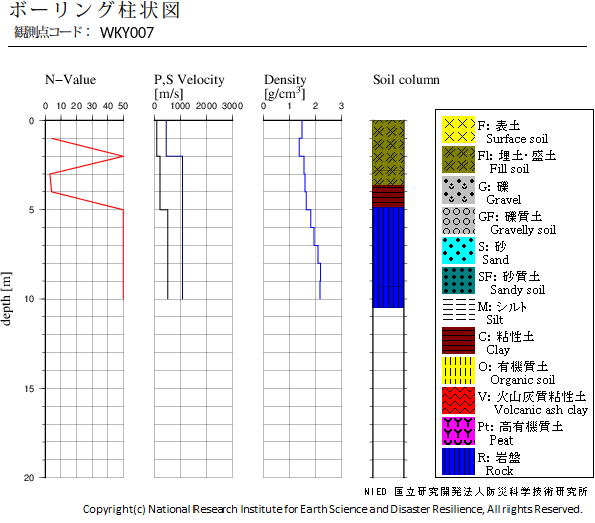 ボーリング柱状図
観測点コード： WKY007
N-Value
P,S Velocity
[m/s]
Density
[g/cm³]
Soil column
0 10 20 30 40 50
0 1000 2000 3000
0 1 2 3
0
5
10
15
20
depth [m]
F: 表土
Surface soil
Fl: 埋土・盛土
Fill soil
G: 礫
Gravel
GF: 礫質土
Gravelly soil
S: 砂
Sand
SF: 砂質土
Sandy soil
M: シルト
Silt
C: 粘性土
Clay
O: 有機質土
Organic soil
V: 火山灰質粘性土
Volcanic ash clay
Pt: 高有機質土
Peat
R: 岩盤
Rock
NIED 国立研究開発法人防災科学技術研究所
Copyright(c) National Research Institute for Earth Science and Disaster Resilience, All rights Reserved.